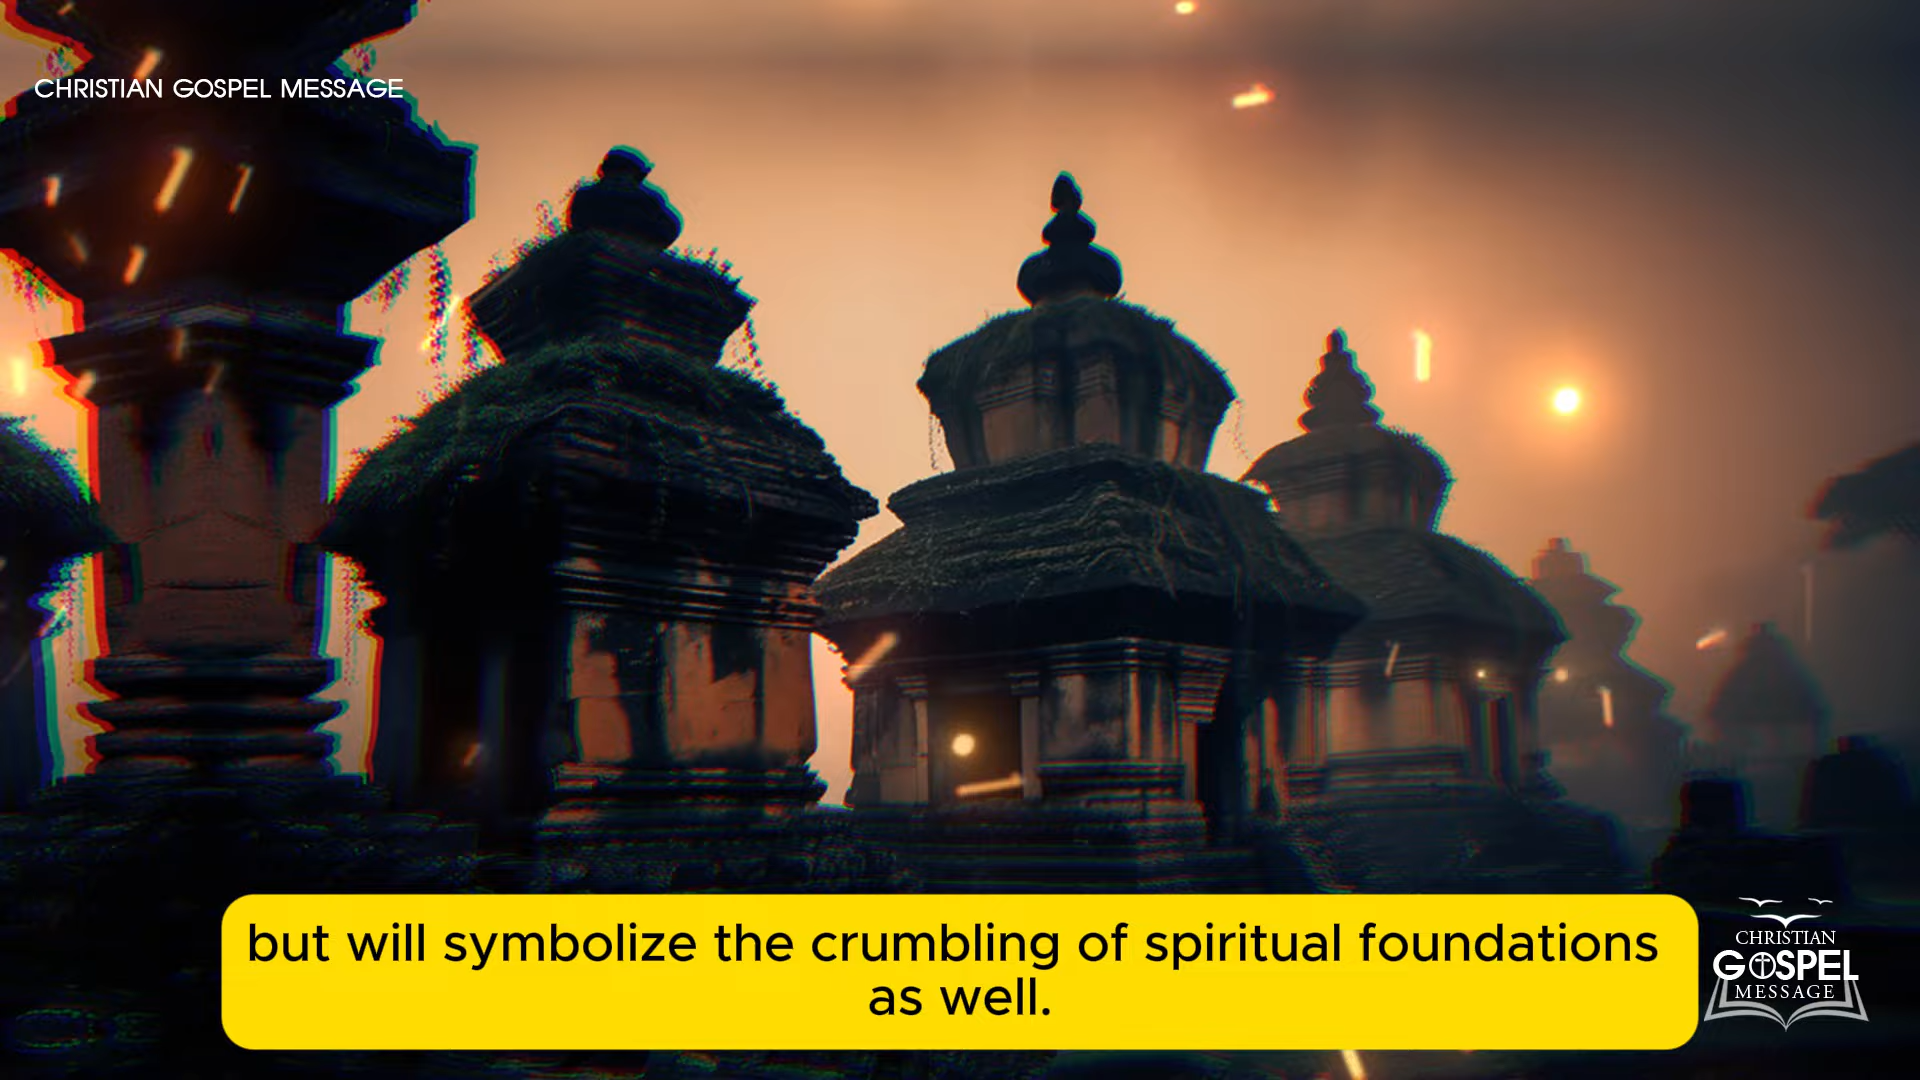 CHRISTIAN GOSPEL MESSAGE
but will symbolize the crumbling of spiritual foundations
as well.
CHRISTIAN
GOSPEL
MESSAGE